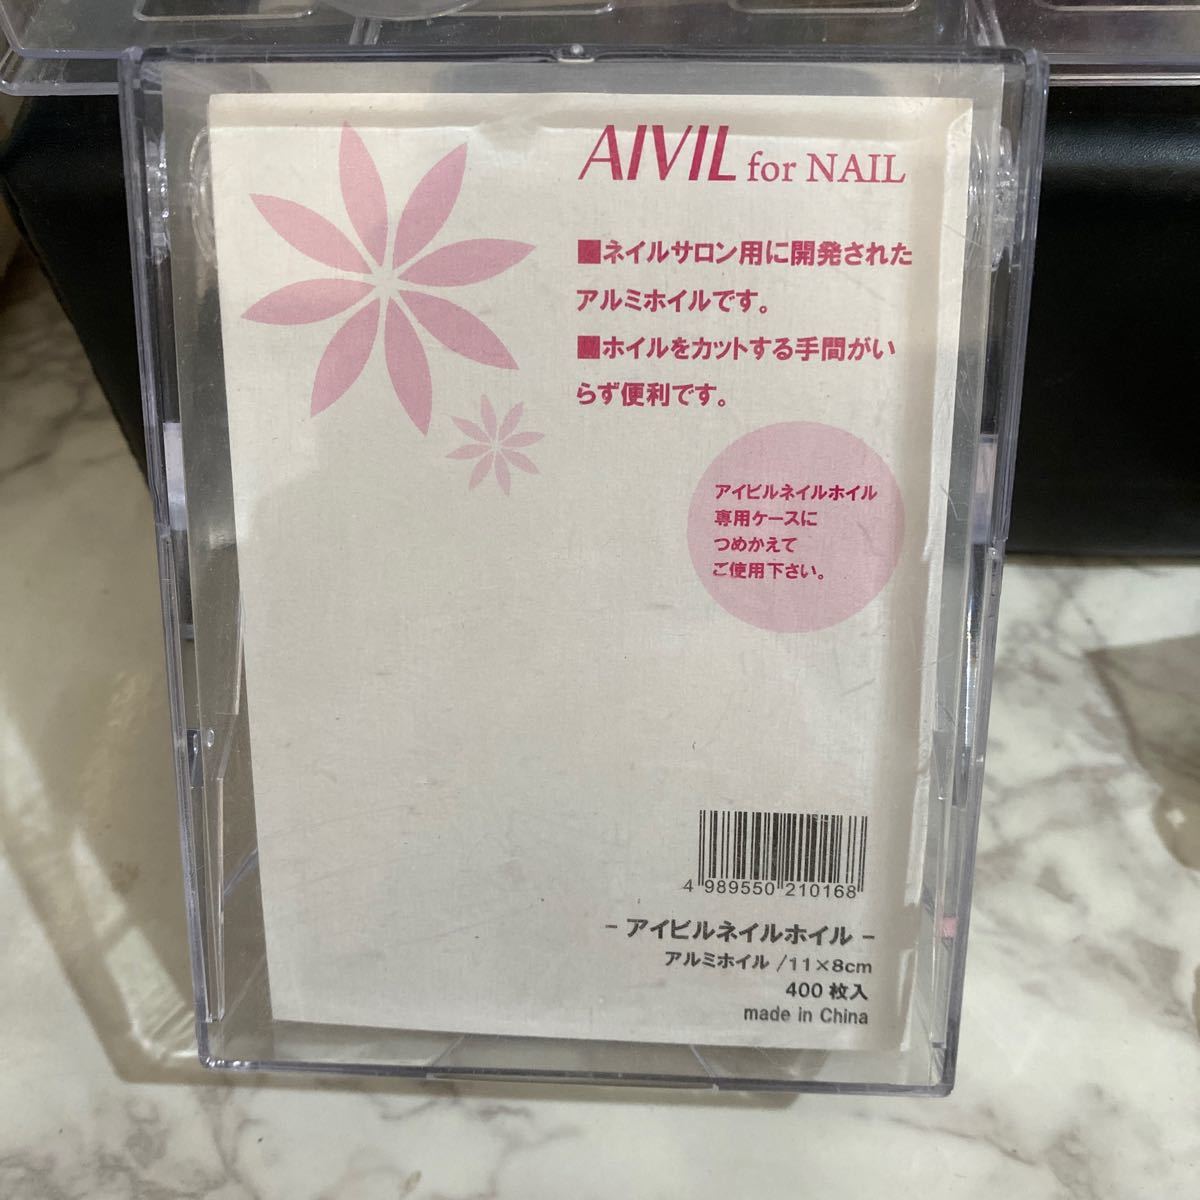 AIVIL for NAIL
■ネイルサロン用に開発された
アルミホイルです。
■ホイルをカットする手間がい
らず便利です。
アイビルネイルホイル
専用ケースに
つめかえて
ご使用下さい。
4 989550 210168
- アイビルネイルホイル -
アルミホイル /11×8cm
400枚入
made in China